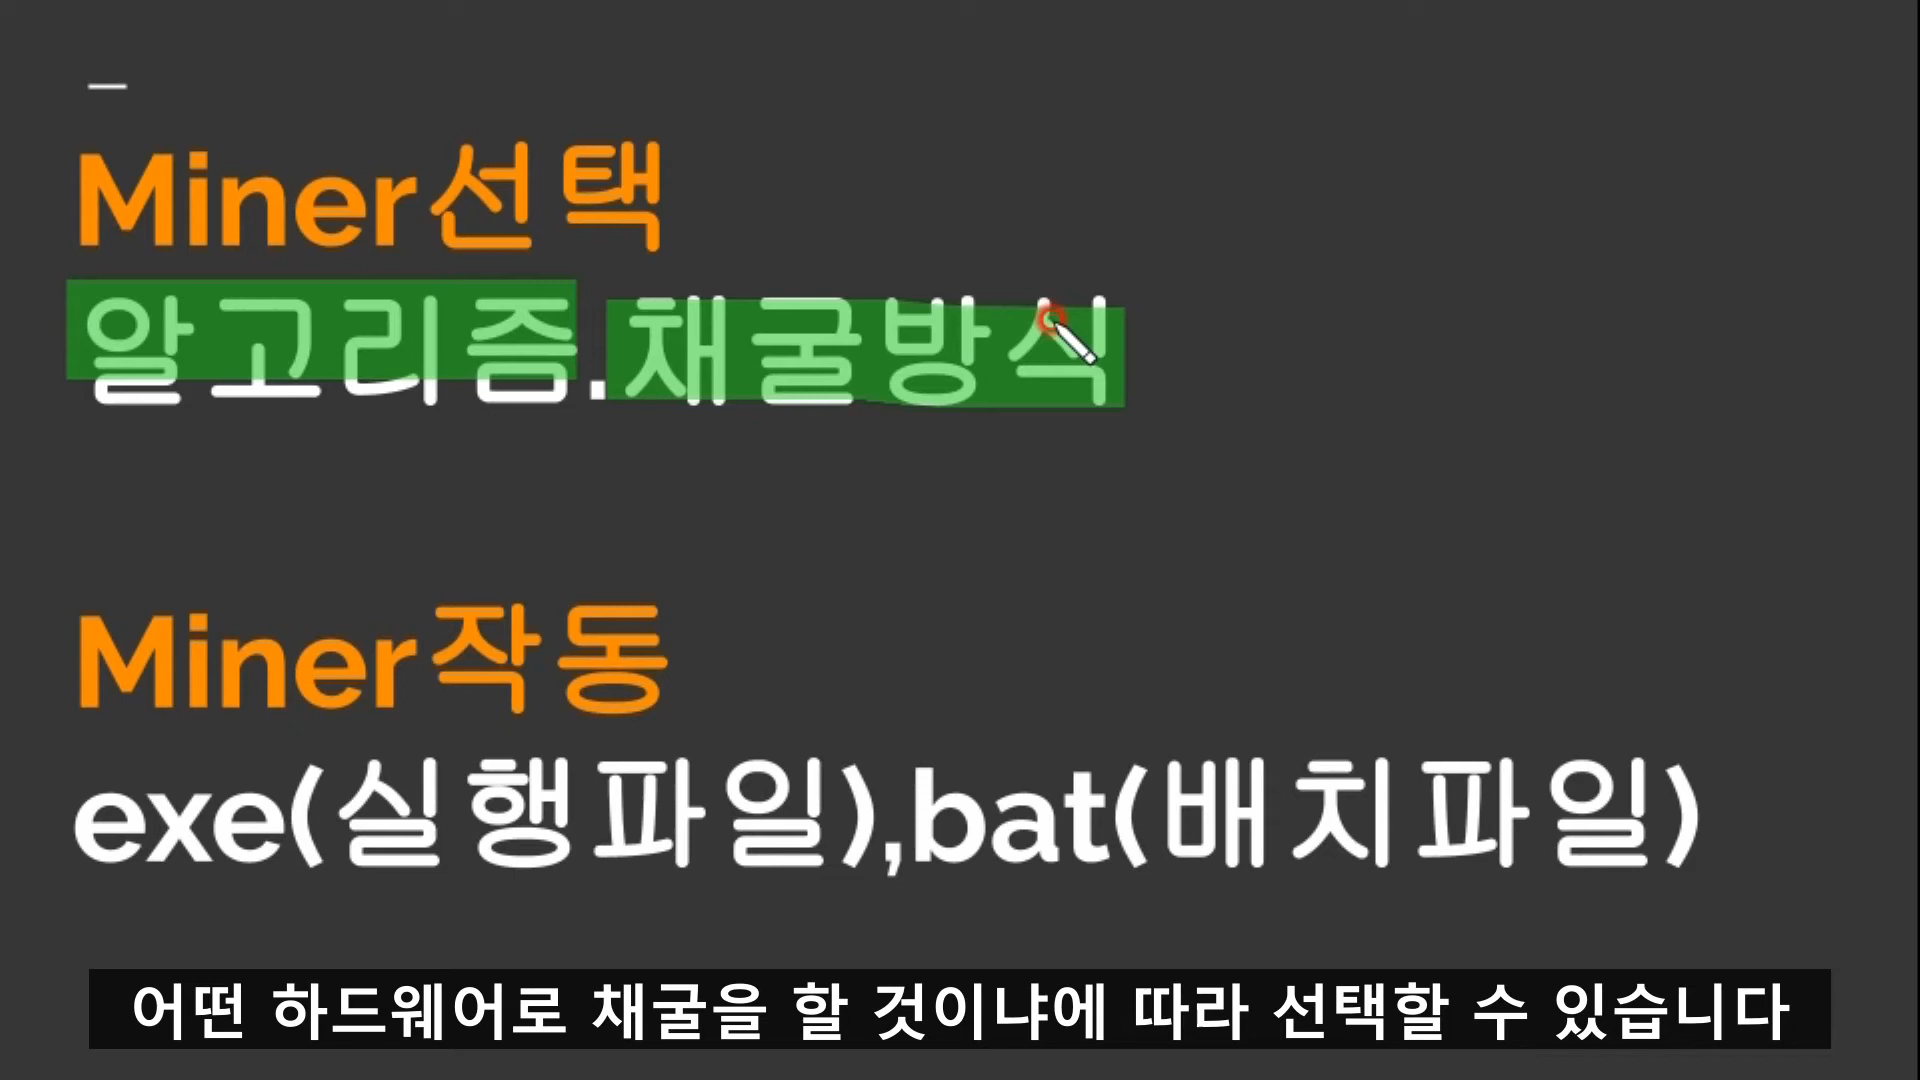 Miner선택
알고리즘.채굴방식
Miner작동
exe(실행파일),bat(배치파일)
어떤 하드웨어로 채굴을 할 것이냐에 따라 선택할 수 있습니다